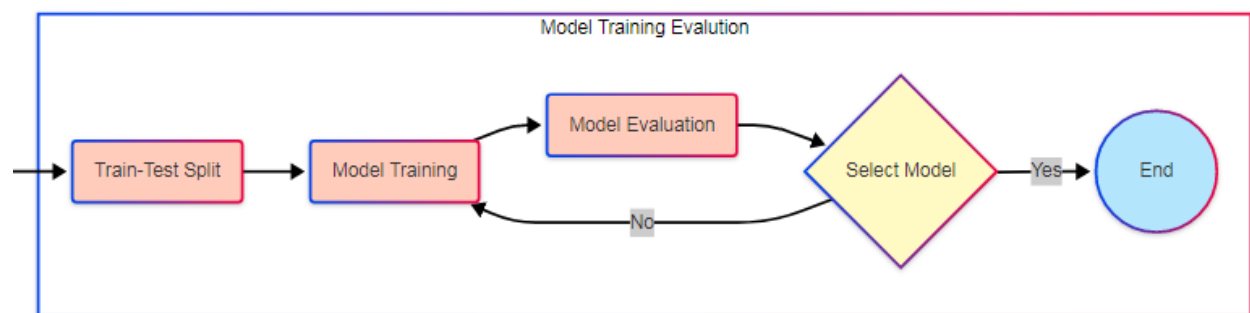 Model Training Evalution
Train-Test Split
Model Training
Model Evaluation
Select Model
Yes
End
No